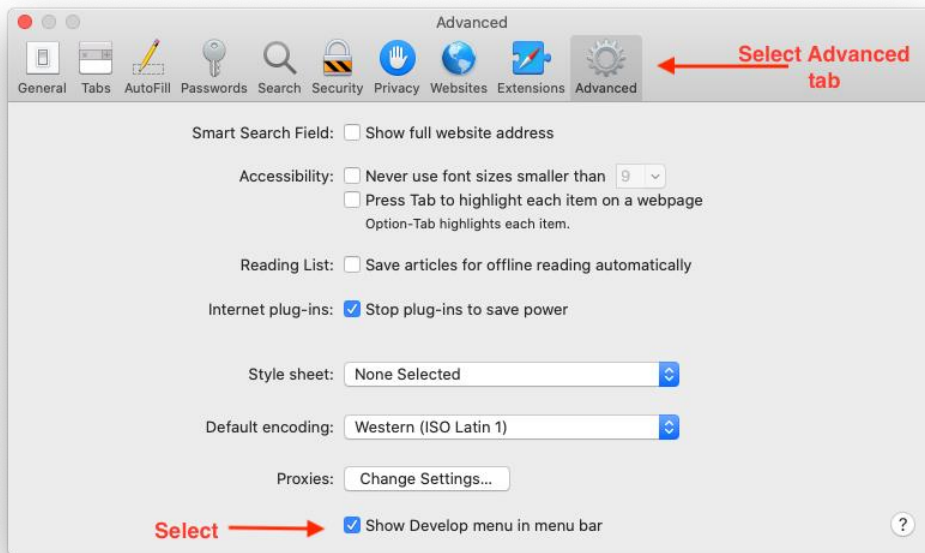 Advanced
General Tabs AutoFill Passwords Search Security Privacy Websites Extensions Advanced
Select Advanced
tab
Smart Search Field: Show full website address
Accessibility: Never use font sizes smaller than 9
Press Tab to highlight each item on a webpage
Option-Tab highlights each item.
Reading List: Save articles for offline reading automatically
Internet plug-ins: Stop plug-ins to save power
Style sheet: None Selected
Default encoding: Western (ISO Latin 1)
Proxies: Change Settings...
Select Show Develop menu in menu bar ?